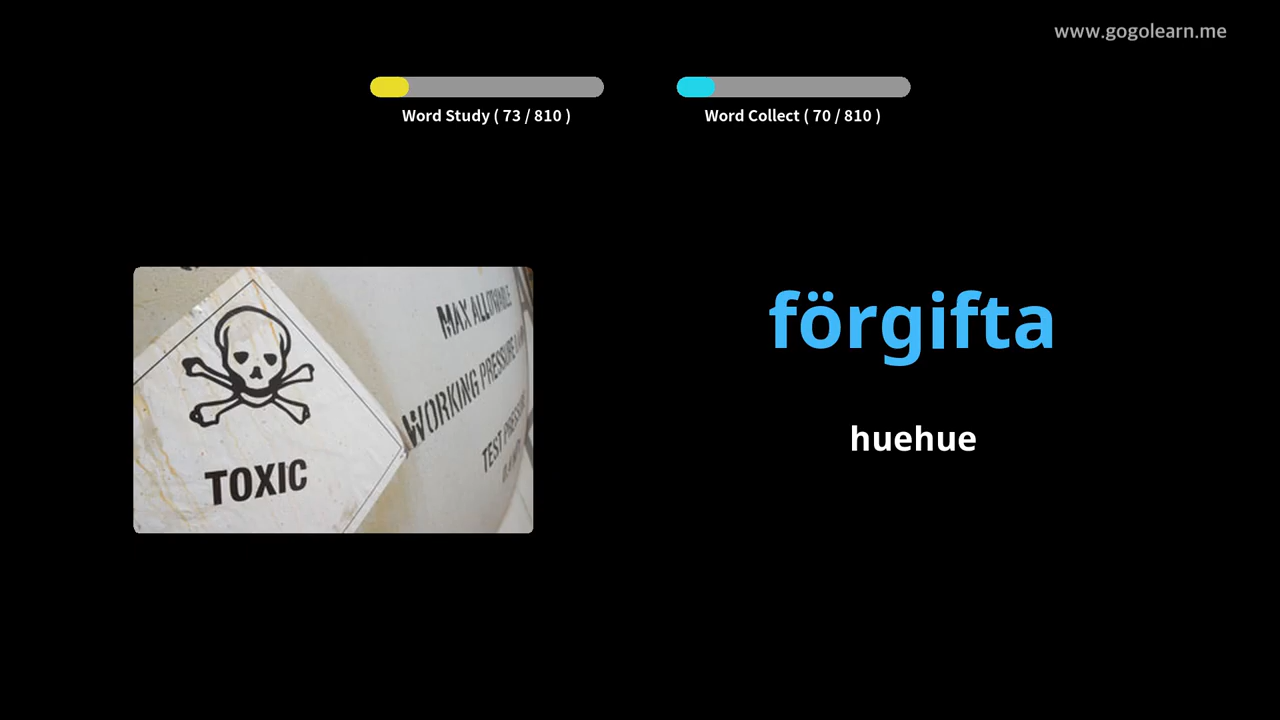 www.gogolearn.me
Word Study ( 73 / 810 )
Word Collect ( 70 / 810 )
TOXIC
MAX ALLOWABLE
WORKING PRESSURE
TEST PRESSURE
förgifta
huehue